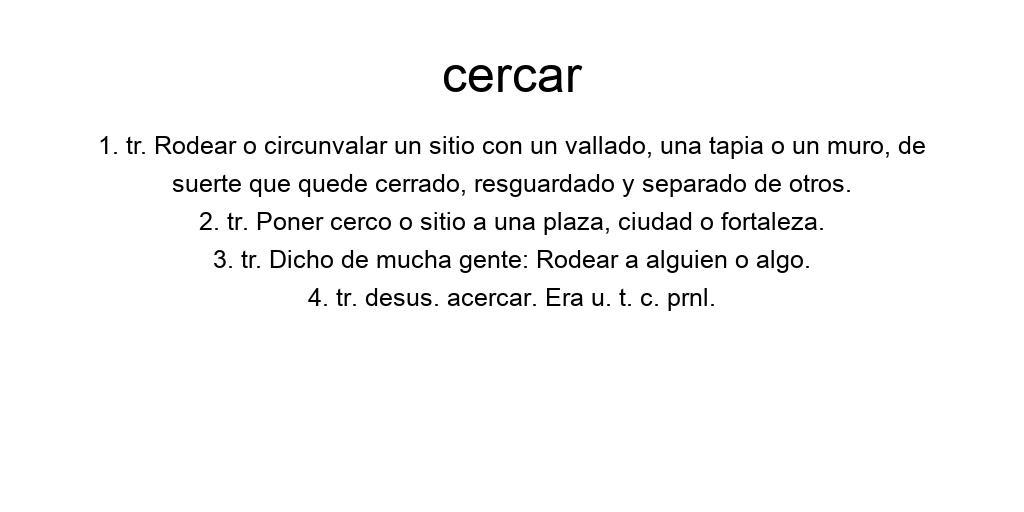 cercar
1. tr. Rodear o circunvalar un sitio con un vallado, una tapia o un muro, de
suerte que quede cerrado, resguardado y separado de otros.
2. tr. Poner cerco o sitio a una plaza, ciudad o fortaleza.
3. tr. Dicho de mucha gente: Rodear a alguien o algo.
4. tr. desus. acercar. Era u. t. c. prnl.